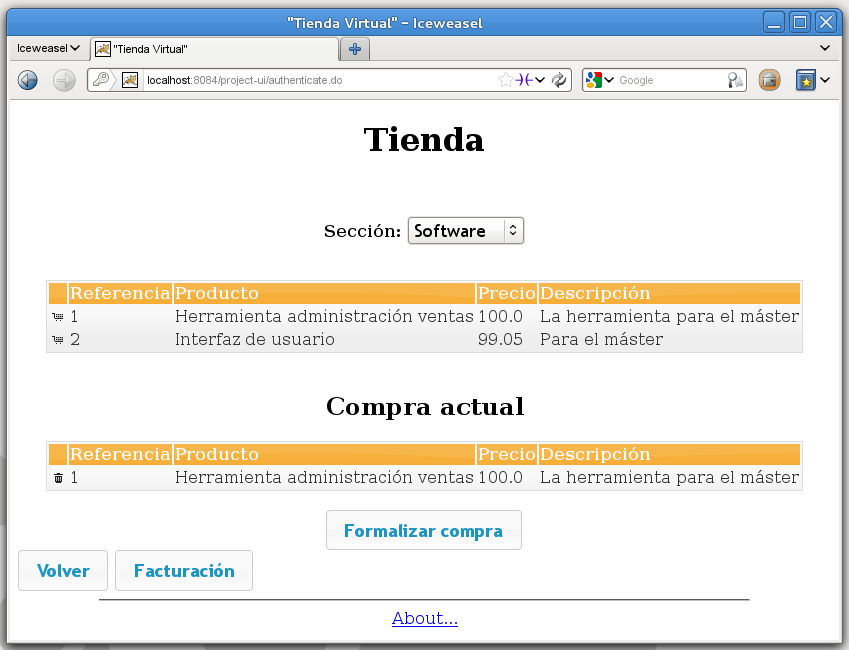 "Tienda Virtual" - Iceweasel
Iceweasel "Tienda Virtual"
localhost:8084/project-ui/authenticate.do Google
Tienda
Sección: Software
Referencia Producto Precio Descripción
1 Herramienta administración ventas 100.0 La herramienta para el máster
2 Interfaz de usuario 99.05 Para el máster
Compra actual
Referencia Producto Precio Descripción
1 Herramienta administración ventas 100.0 La herramienta para el máster
Formalizar compra
Volver Facturación
About...